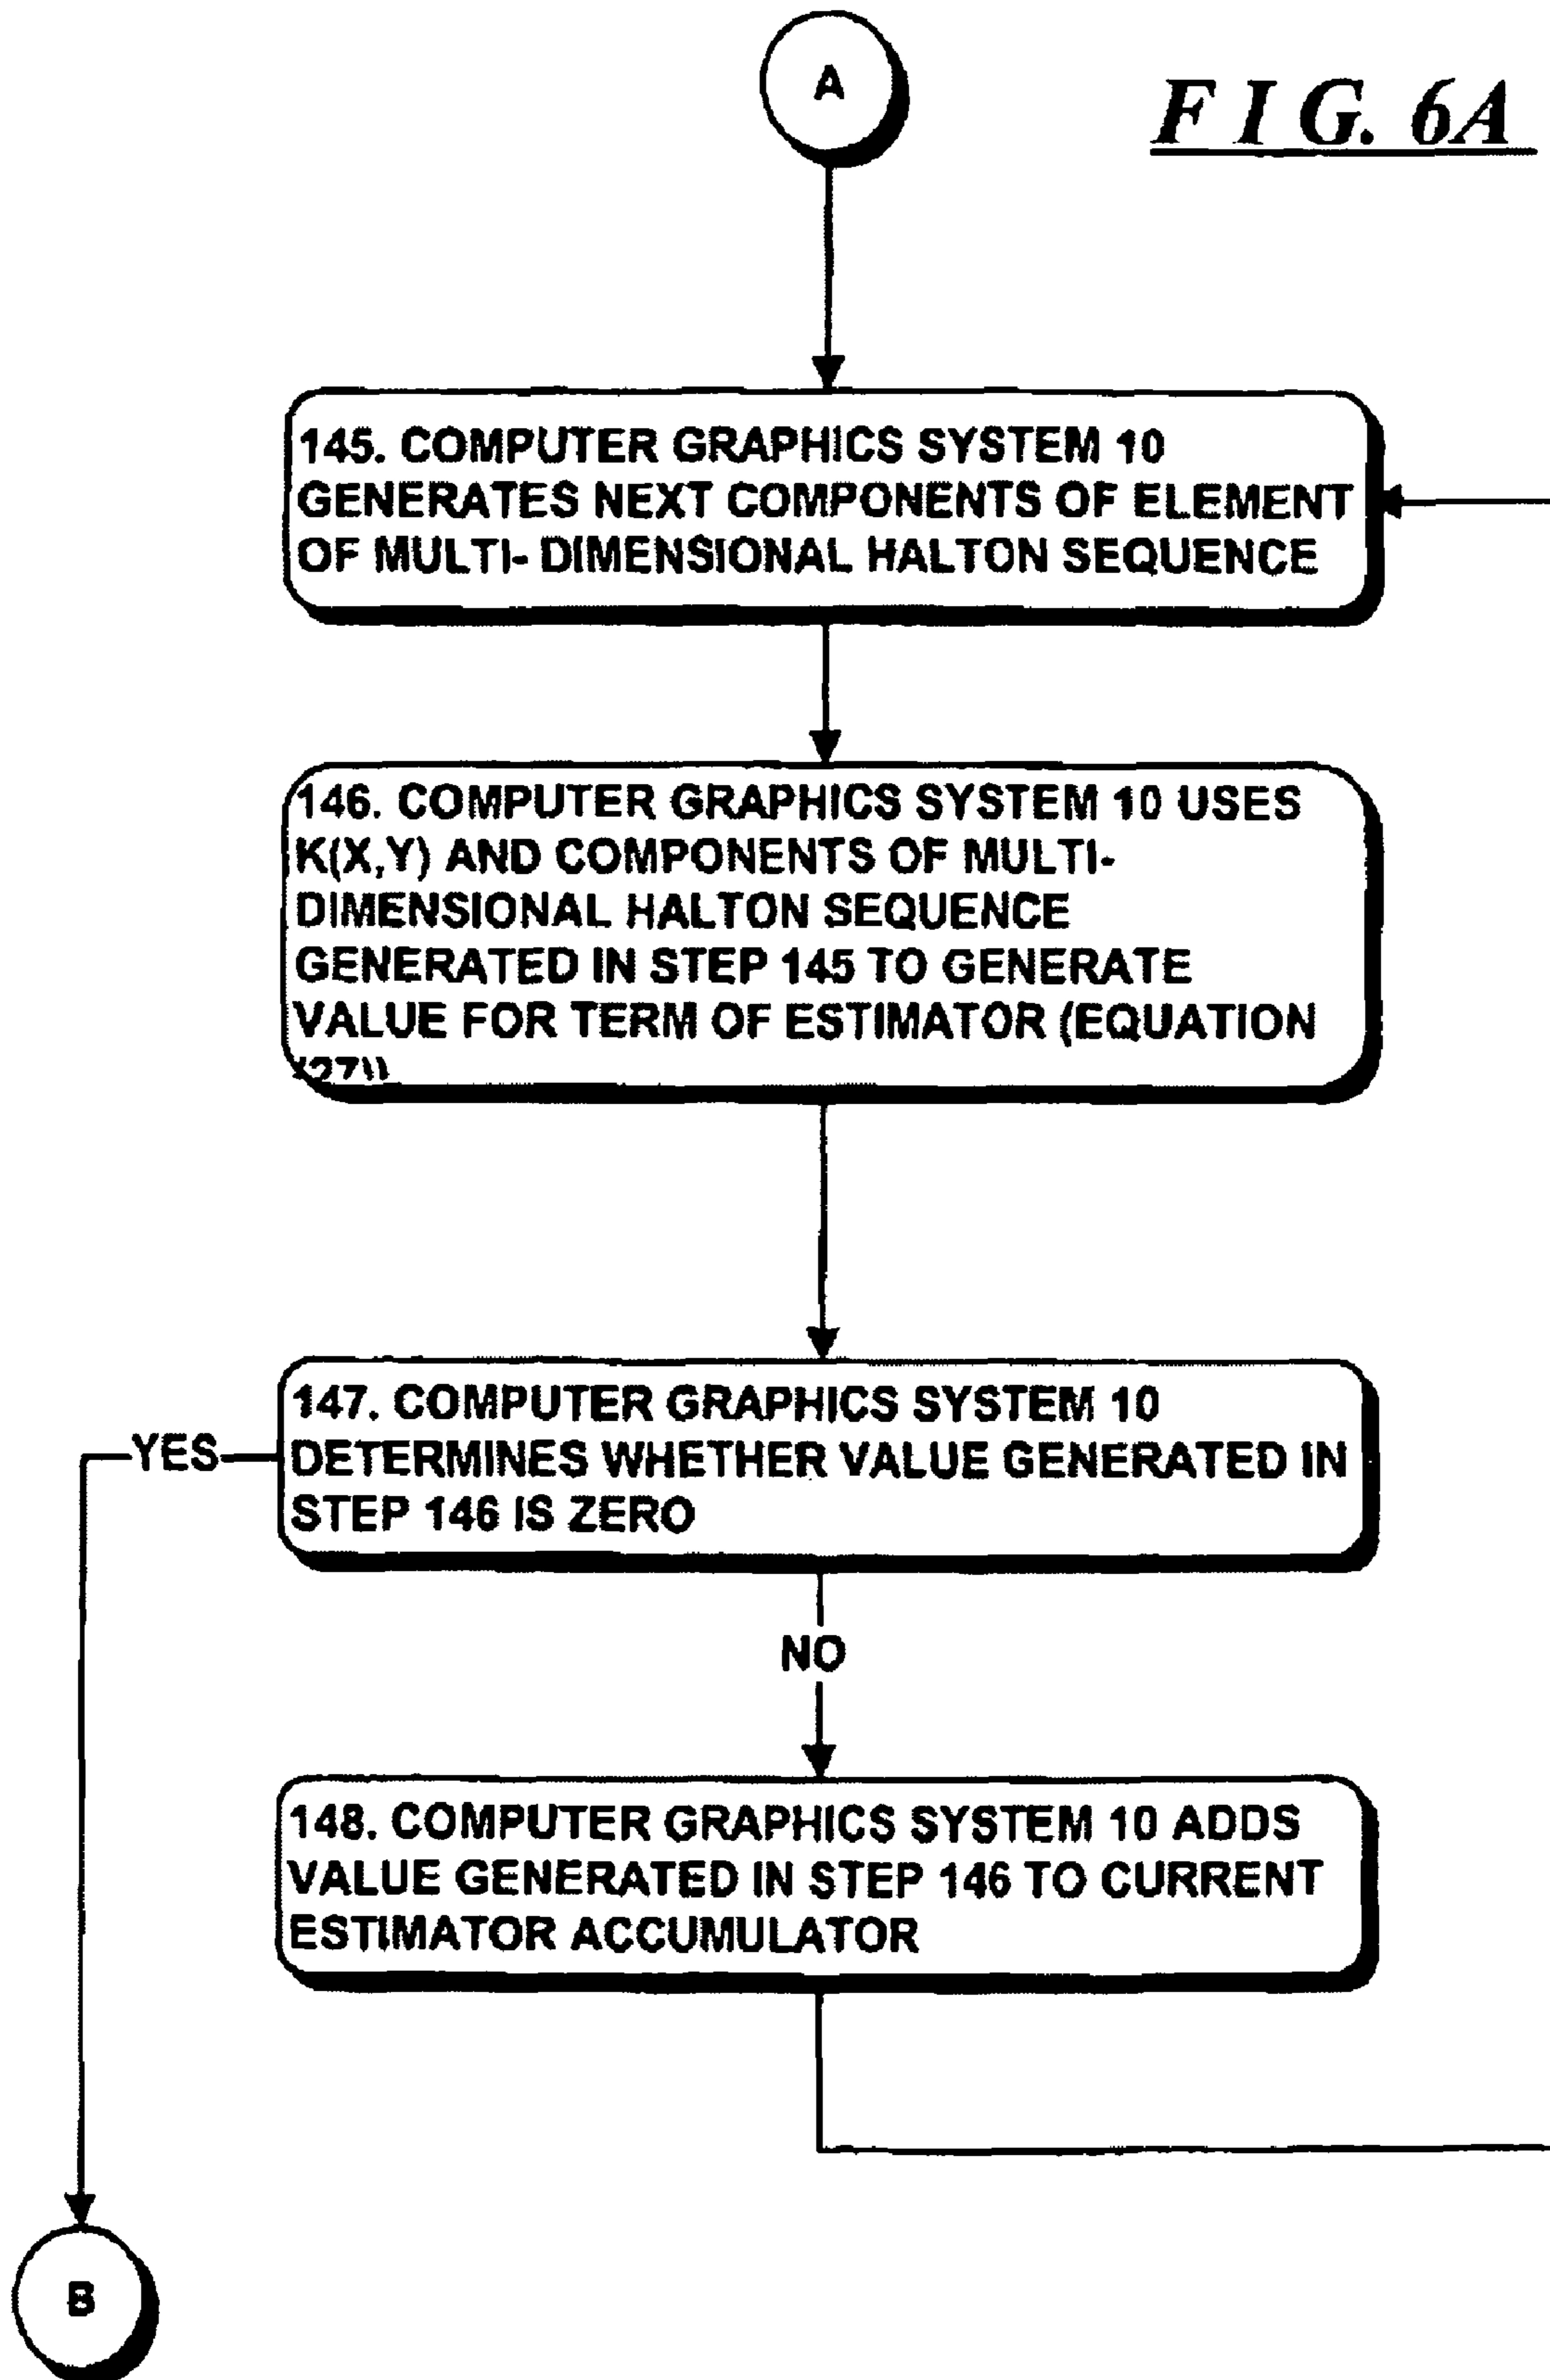 A
F I G. 6A
145. COMPUTER GRAPHICS SYSTEM 10
GENERATES NEXT COMPONENTS OF ELEMENT
OF MULTI- DIMENSIONAL HALTON SEQUENCE
146. COMPUTER GRAPHICS SYSTEM 10 USES
K(X,Y) AND COMPONENTS OF MULTI-
DIMENSIONAL HALTON SEQUENCE
GENERATED IN STEP 145 TO GENERATE
VALUE FOR TERM OF ESTIMATOR (EQUATION
(27))
147. COMPUTER GRAPHICS SYSTEM 10
DETERMINES WHETHER VALUE GENERATED IN
STEP 146 IS ZERO
YES
NO
148. COMPUTER GRAPHICS SYSTEM 10 ADDS
VALUE GENERATED IN STEP 146 TO CURRENT
ESTIMATOR ACCUMULATOR
B